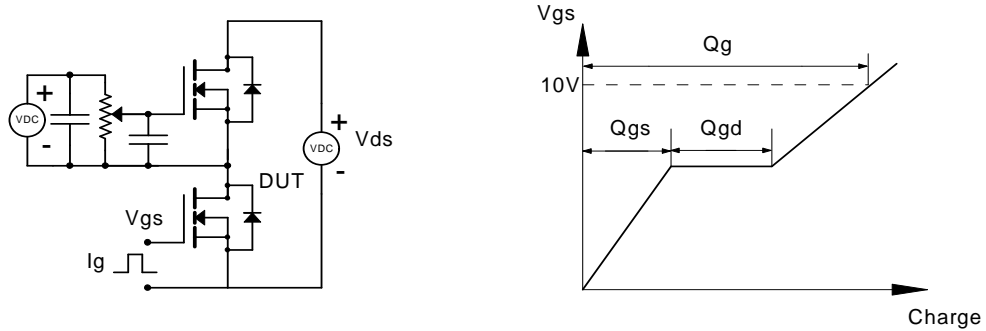 +
VDC
-
+
VDC
-
Vds
DUT
Vgs
Ig
Vgs
Qg
10V
Qgs
Qgd
Charge